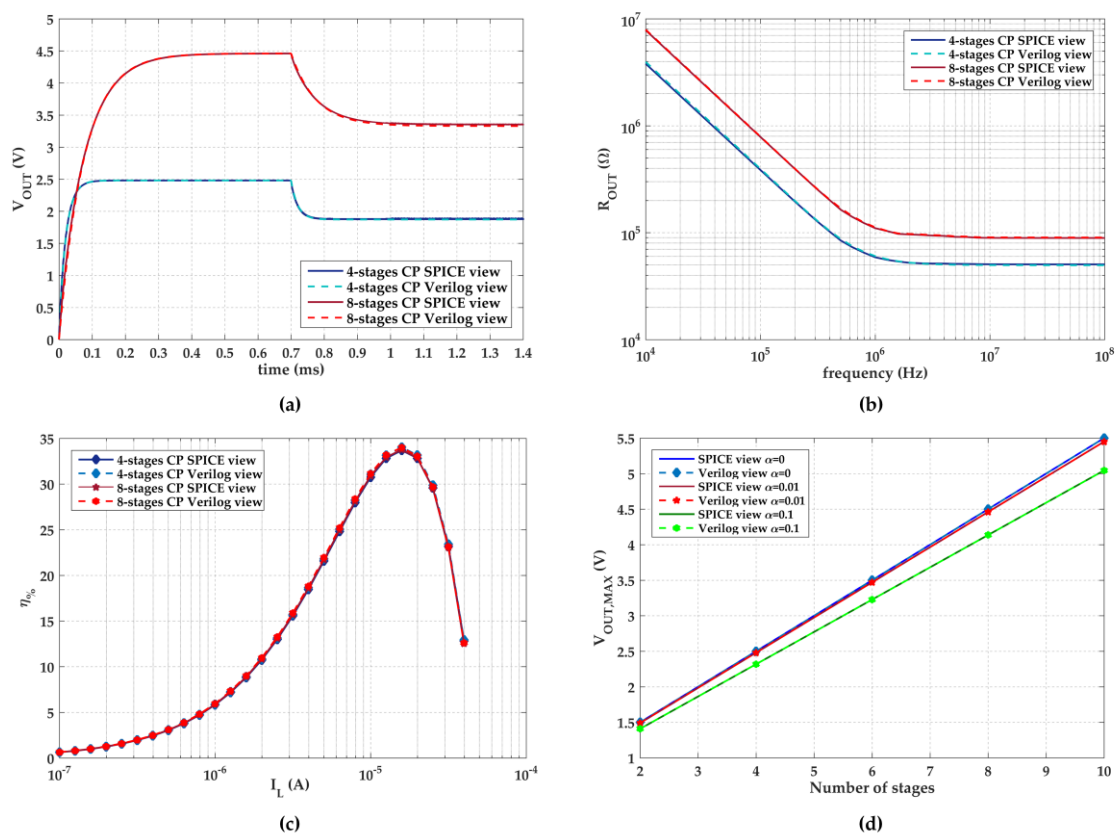 5
4.5
4
3.5
3
2.5
2
1.5
1
0.5
0
V_OUT (V)
4-stages CP SPICE view
4-stages CP Verilog view
8-stages CP SPICE view
8-stages CP Verilog view
0 0.1 0.2 0.3 0.4 0.5 0.6 0.7 0.8 0.9 1 1.1 1.2 1.3 1.4
time (ms)
(a)
10^7
10^6
10^5
10^4
R_OUT (Ω)
4-stages CP SPICE view
4-stages CP Verilog view
8-stages CP SPICE view
8-stages CP Verilog view
10^4 10^5 10^6 10^7 10^8
frequency (Hz)
(b)
35
30
25
20
15
10
5
0
η%
4-stages CP SPICE view
4-stages CP Verilog view
8-stages CP SPICE view
8-stages CP Verilog view
10^-7 10^-6 10^-5 10^-4
I_L (A)
(c)
5.5
4.5
3.5
2.5
1.5
1
V_OUT,MAX (V)
SPICE view α=0
Verilog view α=0
SPICE view α=0.01
Verilog view α=0.01
SPICE view α=0.1
Verilog view α=0.1
2 3 4 5 6 7 8 9 10
Number of stages
(d)